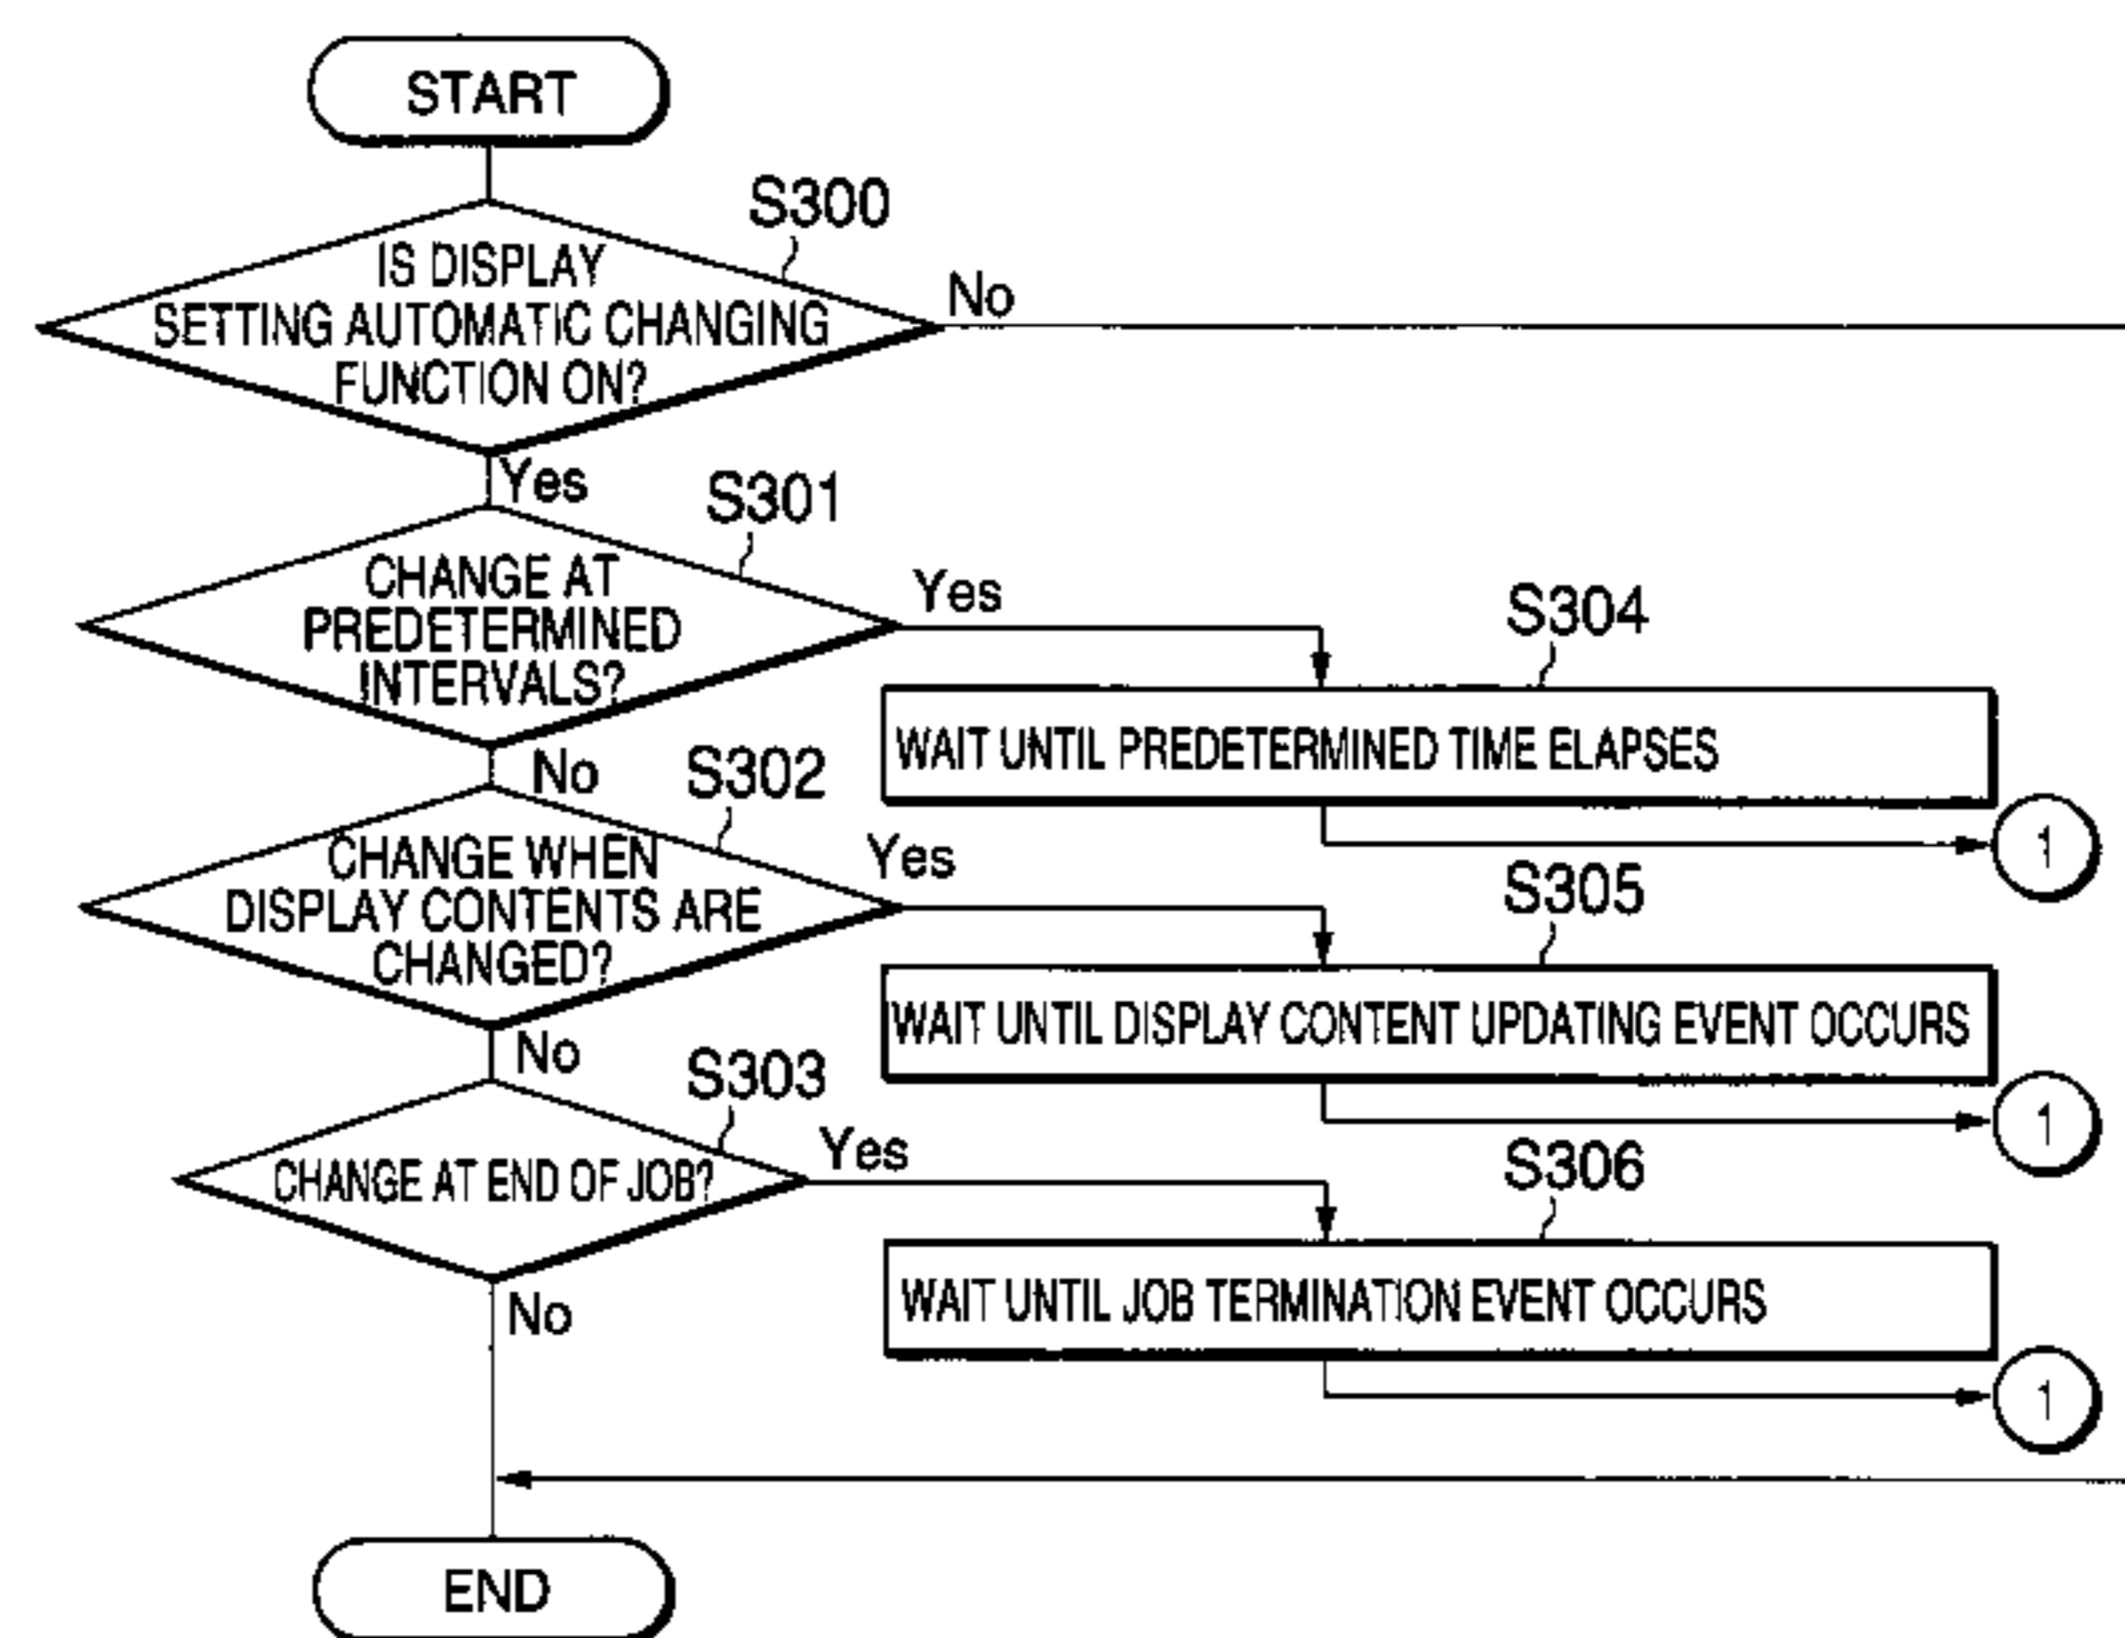 START
S300
IS DISPLAY
SETTING AUTOMATIC CHANGING
FUNCTION ON?
No
Yes
S301
CHANGE AT
PREDETERMINED
INTERVALS?
Yes
S304
WAIT UNTIL PREDETERMINED TIME ELAPSES
1
No
S302
CHANGE WHEN
DISPLAY CONTENTS ARE
CHANGED?
Yes
S305
WAIT UNTIL DISPLAY CONTENT UPDATING EVENT OCCURS
1
No
S303
CHANGE AT END OF JOB?
Yes
S306
WAIT UNTIL JOB TERMINATION EVENT OCCURS
1
No
END